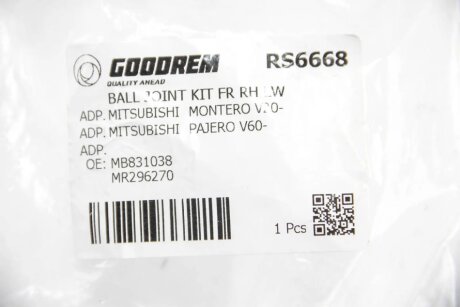 GOODREM RS6668
QUALITY AHEAD
BALL JOINT KIT FR RH
ADP. MITSUBISHI MONTERO
ADP. MITSUBISHI PAJERO V60-
ADP.
OE: MB831038
MR296270
1 Pcs